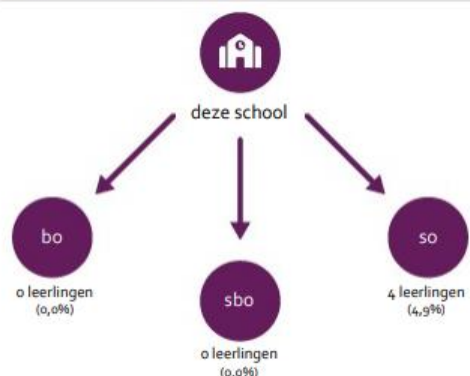 deze school
bo
0 leerlingen
(0,0%)
sbo
0 leerlingen
(0,0%)
so
4 leerlingen
(4,9%)